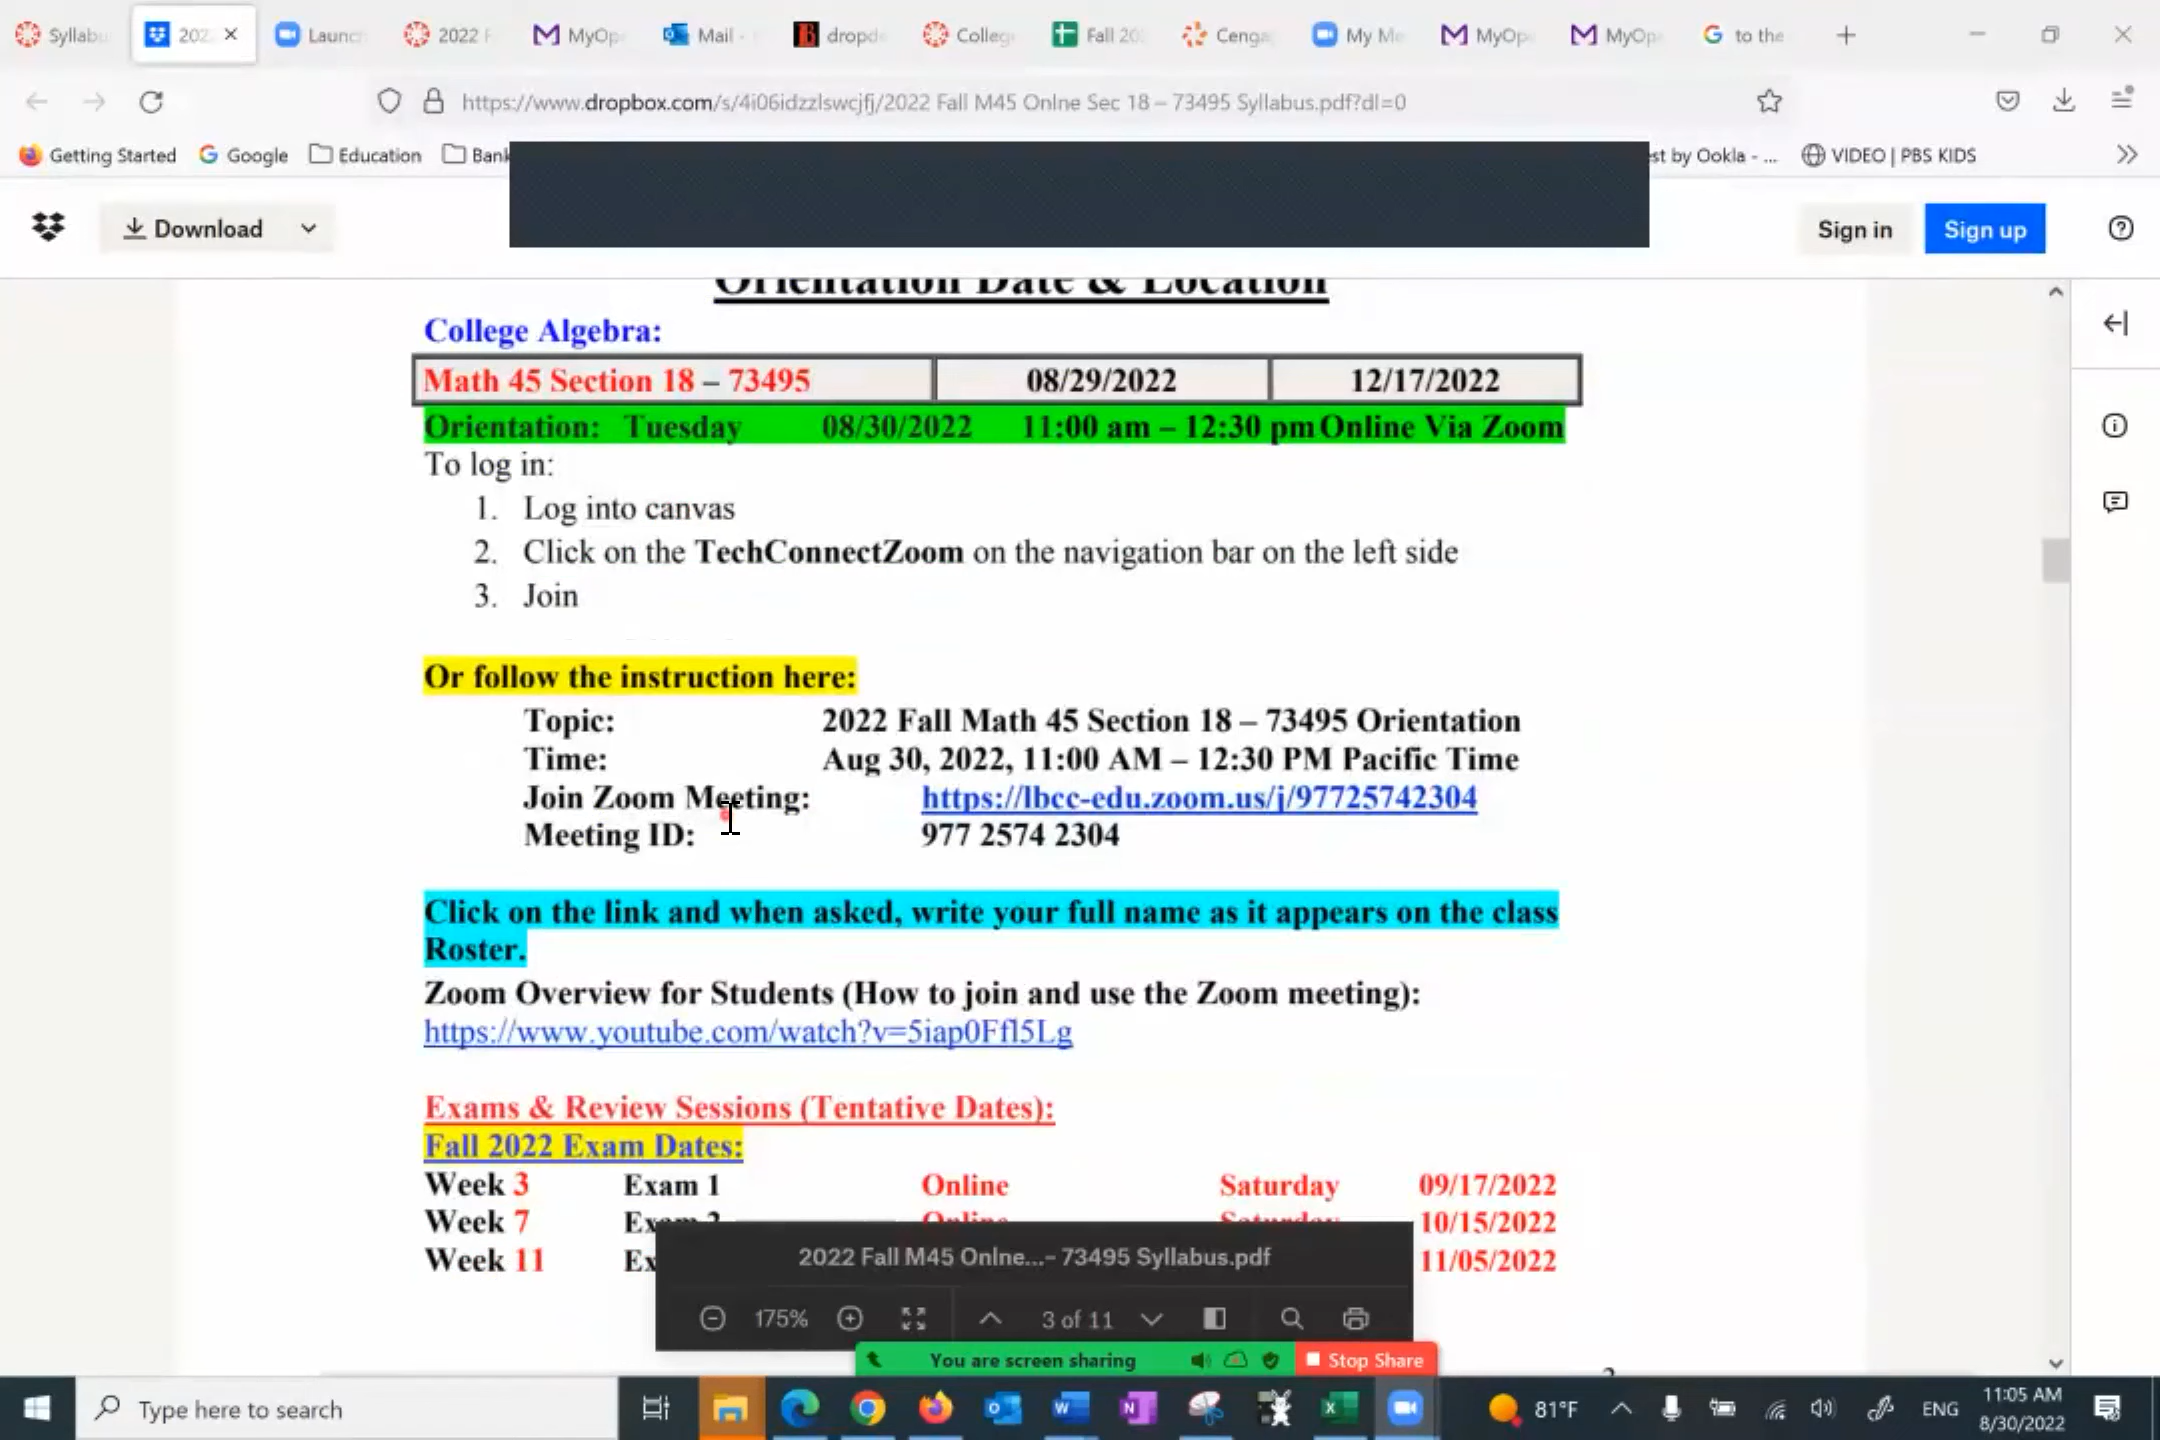 Syllab
202
Launc
2022 F
MyOp
Mail -
dropd
Colleg
Fall 20
Cenga
My Me
MyOp
MyOp
to the
https://www.dropbox.com/s/4i06idzzlswcjfj/2022 Fall M45 Onlne Sec 18 – 73495 Syllabus.pdf?dl=0
Getting Started Google Education Bank st by Ookla - ... VIDEO | PBS KIDS
Download Sign in Sign up
Orientation Date & Location
College Algebra:
Math 45 Section 18 – 73495 08/29/2022 12/17/2022
Orientation: Tuesday 08/30/2022 11:00 am – 12:30 pm Online Via Zoom
To log in:
1. Log into canvas
2. Click on the TechConnectZoom on the navigation bar on the left side
3. Join
Or follow the instruction here:
Topic: 2022 Fall Math 45 Section 18 – 73495 Orientation
Time: Aug 30, 2022, 11:00 AM – 12:30 PM Pacific Time
Join Zoom Meeting: https://lbcc-edu.zoom.us/j/97725742304
Meeting ID: 977 2574 2304
Click on the link and when asked, write your full name as it appears on the class
Roster.
Zoom Overview for Students (How to join and use the Zoom meeting):
https://www.youtube.com/watch?v=5iap0Ffl5Lg
Exams & Review Sessions (Tentative Dates):
Fall 2022 Exam Dates:
Week 3 Exam 1 Online Saturday 09/17/2022
Week 7 Exam 2 Online Saturday 10/15/2022
Week 11 Ex 11/05/2022
2022 Fall M45 Onlne...– 73495 Syllabus.pdf
175% 3 of 11
You are screen sharing Stop Share
Type here to search
81°F
ENG
11:05 AM
8/30/2022